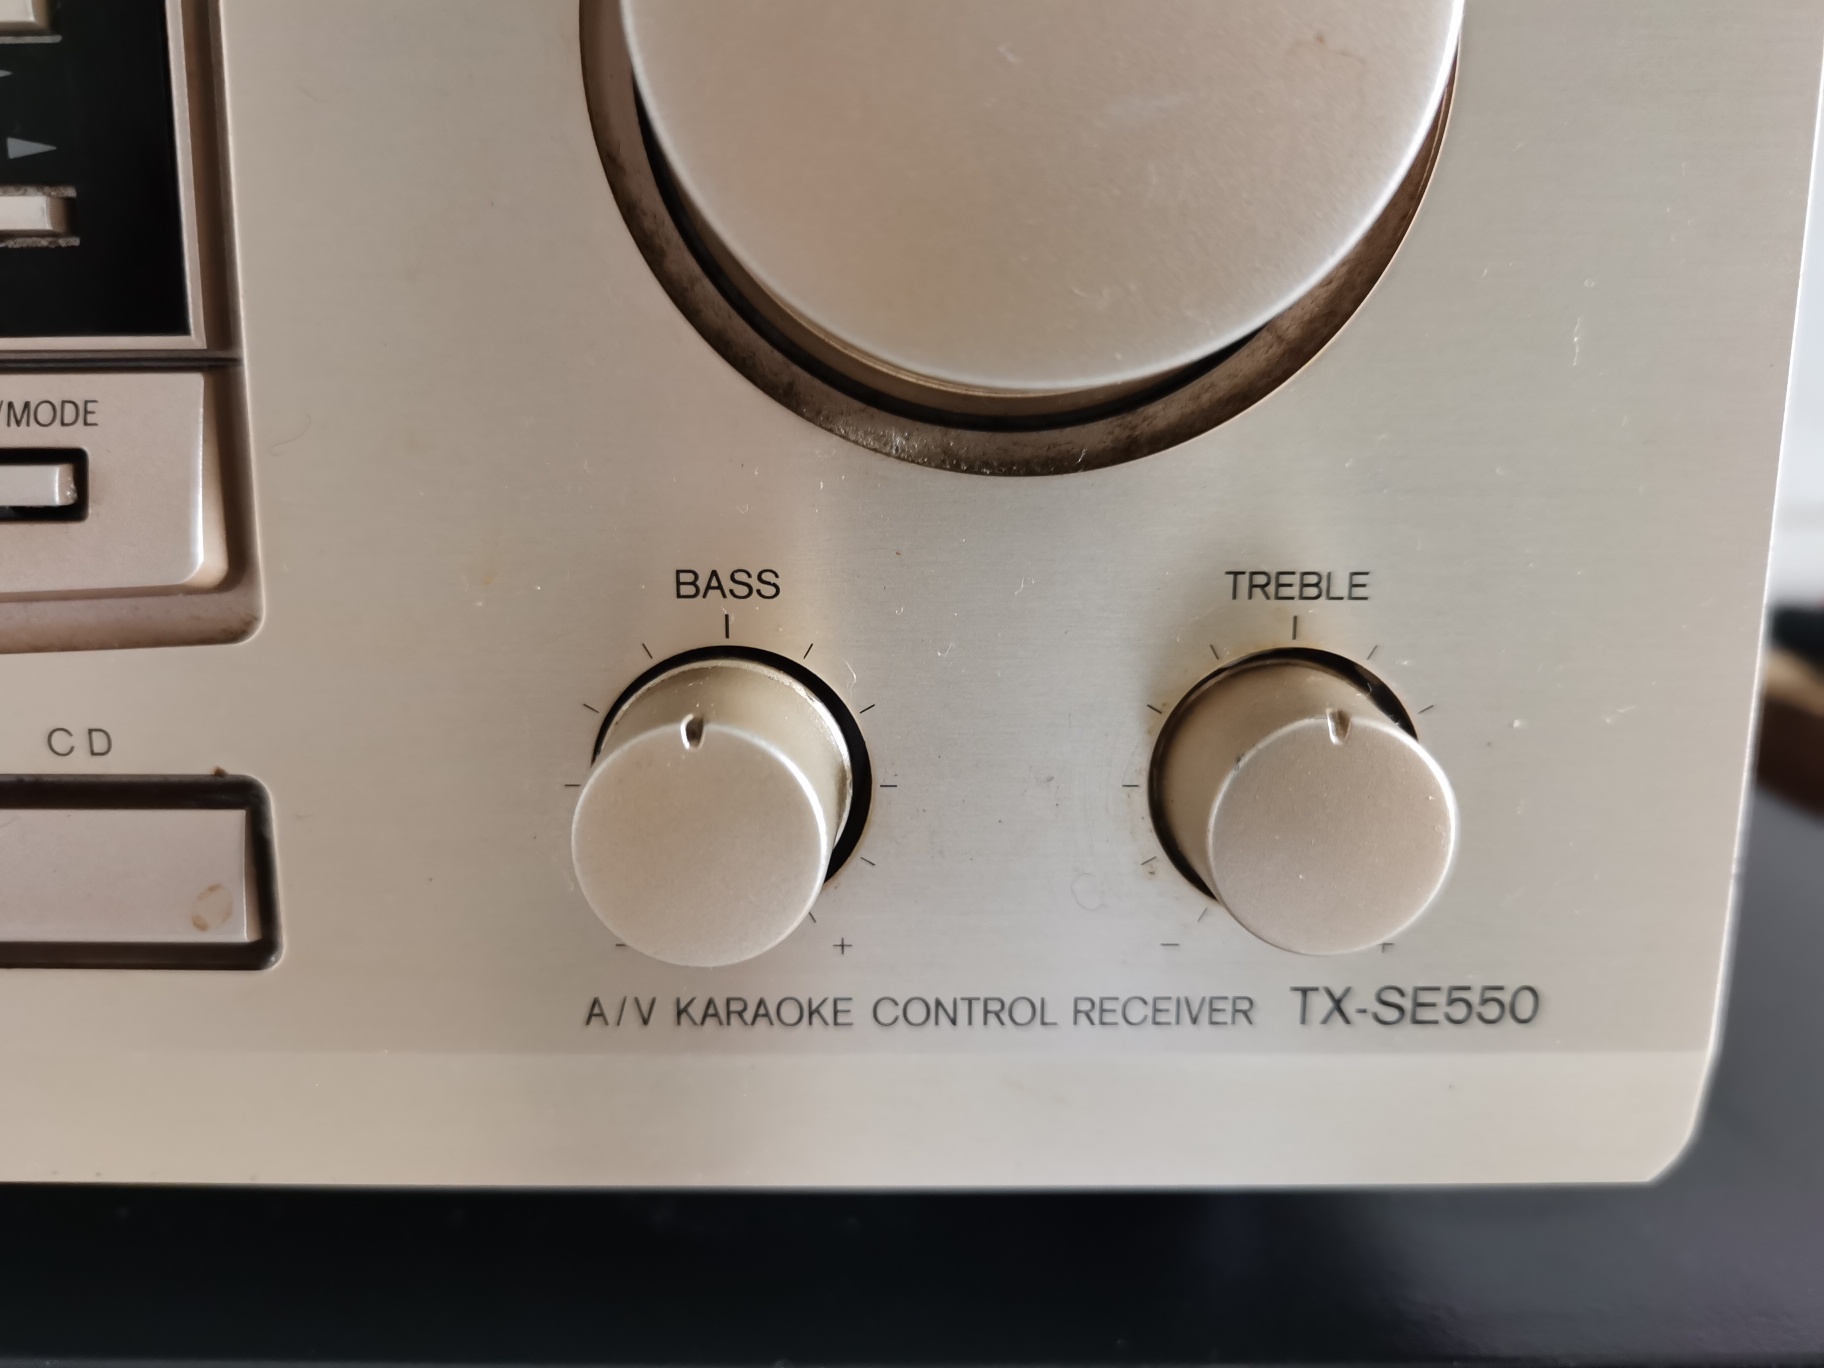 /MODE
BASS
TREBLE
CD
- +
- +
A/V KARAOKE CONTROL RECEIVER TX-SE550